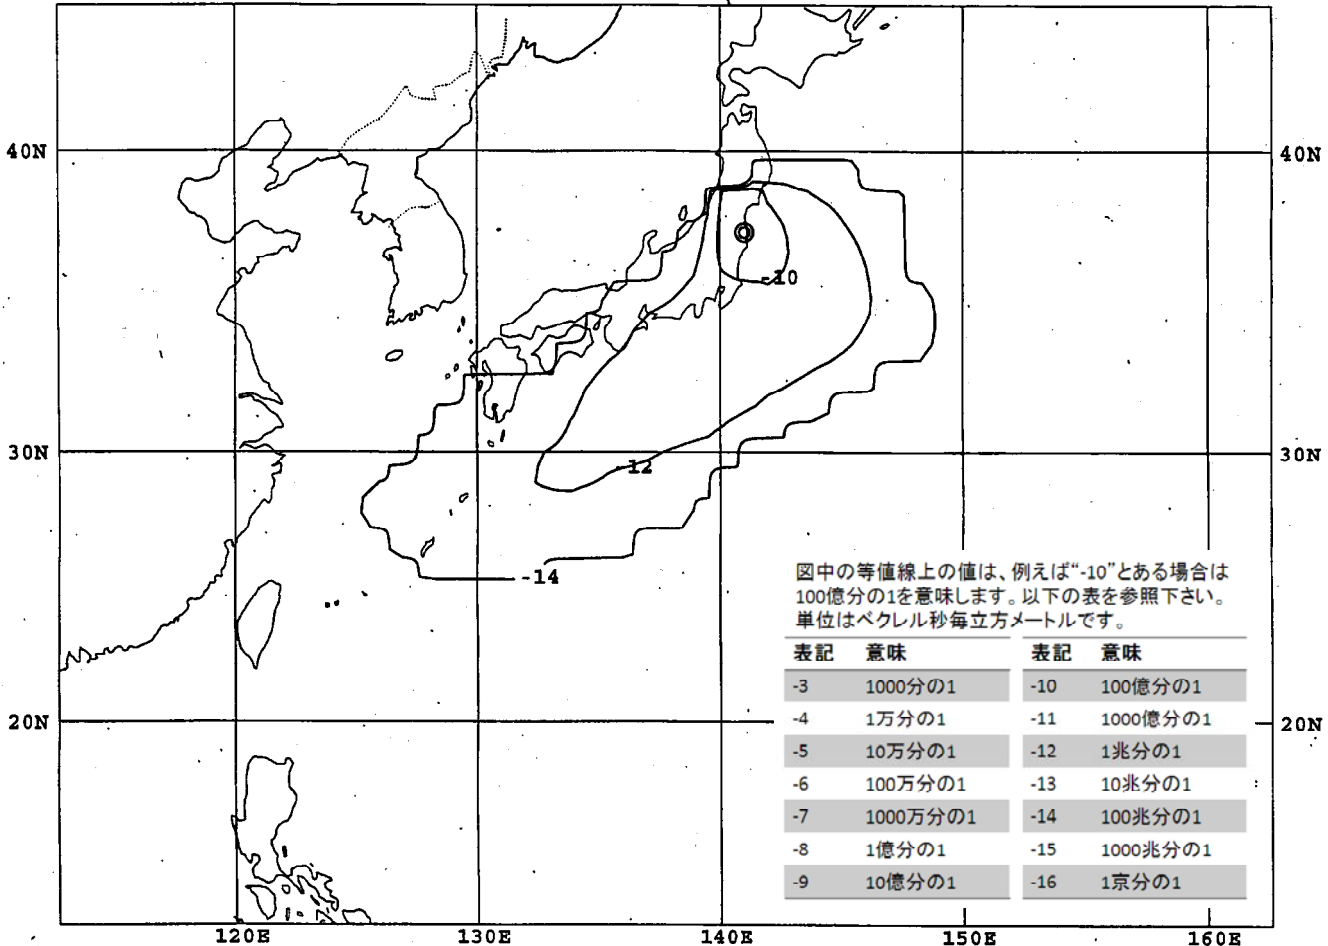 40N
40N
-10
30N
-12
30N
-14
図中の等値線上の値は、例えば“-10”とある場合は
100億分の1を意味します。以下の表を参照下さい。
単位はベクレル秒毎立方メートルです。
表記 意味 表記 意味
-3 1000分の1 -10 100億分の1
-4 1万分の1 -11 1000億分の1
-5 10万分の1 -12 1兆分の1
-6 100万分の1 -13 10兆分の1
-7 1000万分の1 -14 100兆分の1
-8 1億分の1 -15 1000兆分の1
-9 10億分の1 -16 1京分の1
20N
20N
120E 130E 140E 150E 160E